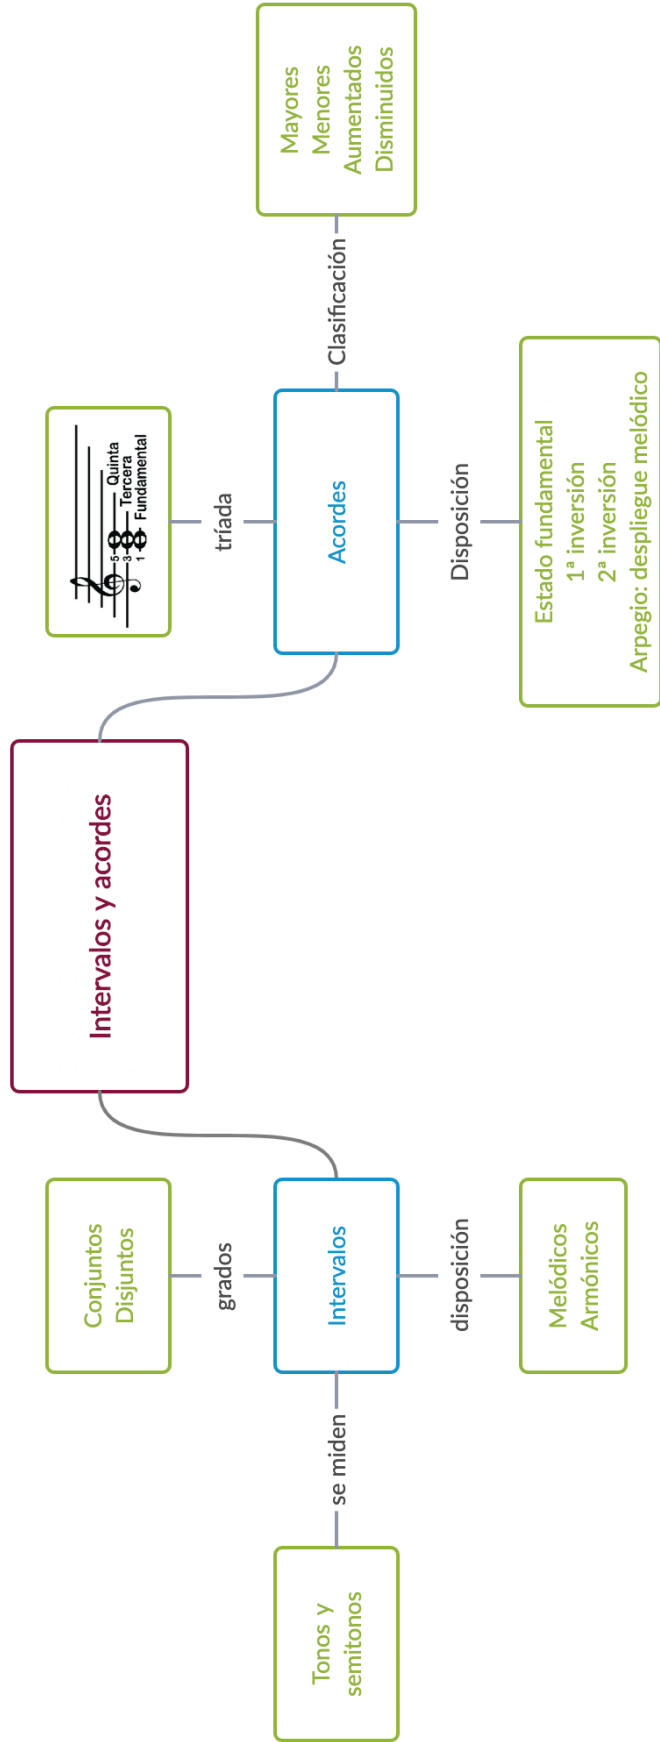 Intervalos y acordes
Conjuntos
Disjuntos
grados
Intervalos
se miden
Tonos y
semitonos
disposición
Melódicos
Armónicos
5 Quinta
3 Tercera
1 Fundamental
tríada
Acordes
Clasificación
Mayores
Menores
Aumentados
Disminuidos
Disposición
Estado fundamental
1ª inversión
2ª inversión
Arpegio: despliegue melódico